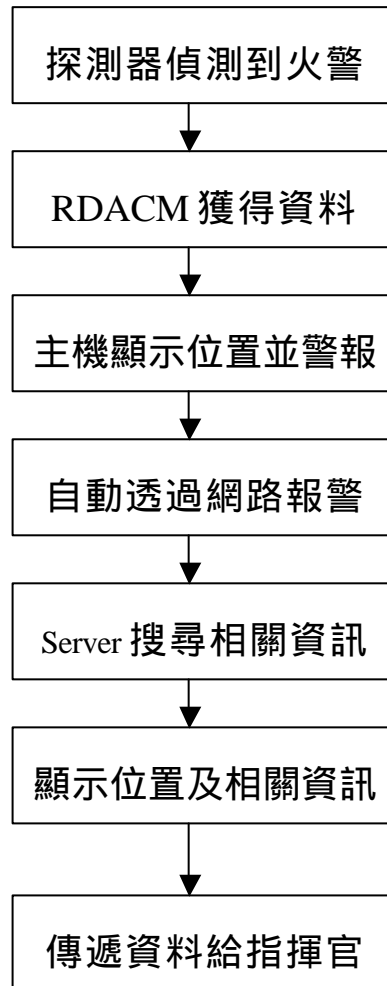 探測器偵測到火警
RDACM 獲得資料
主機顯示位置並警報
自動透過網路報警
Server 搜尋相關資訊
顯示位置及相關資訊
傳遞資料給指揮官